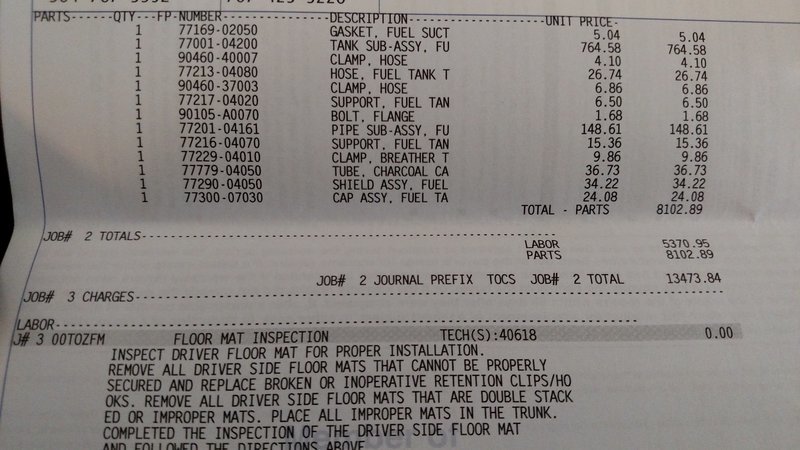 PARTS------QTY---FP-NUMBER---------------DESCRIPTION--------------------UNIT PRICE-
1 77169-02050 GASKET, FUEL SUCT 5.04 5.04
1 77001-04200 TANK SUB-ASSY, FU 764.58 764.58
1 90460-40007 CLAMP, HOSE 4.10 4.10
1 77213-04080 HOSE, FUEL TANK T 26.74 26.74
1 90460-37003 CLAMP, HOSE 6.86 6.86
1 77217-04020 SUPPORT, FUEL TAN 6.50 6.50
1 90105-A0070 BOLT, FLANGE 1.68 1.68
1 77201-04161 PIPE SUB-ASSY, FU 148.61 148.61
1 77216-04070 SUPPORT, FUEL TAN 15.36 15.36
1 77229-04010 CLAMP, BREATHER T 9.86 9.86
1 77779-04050 TUBE, CHARCOAL CA 36.73 36.73
1 77290-04050 SHIELD ASSY, FUEL 34.22 34.22
1 77300-07030 CAP ASSY, FUEL TA 24.08 24.08
TOTAL - PARTS 8102.89
JOB# 2 TOTALS----------------------------------------------------------------
LABOR 5370.95
PARTS 8102.89
JOB# 2 JOURNAL PREFIX TOCS JOB# 2 TOTAL 13473.84
JOB# 3 CHARGES----------------------------------------------------------------
LABOR----------------------------------------------------------------
J# 3 00TOZFM FLOOR MAT INSPECTION TECH(S):40618 0.00
INSPECT DRIVER FLOOR MAT FOR PROPER INSTALLATION.
REMOVE ALL DRIVER SIDE FLOOR MATS THAT CANNOT BE PROPERLY
SECURED AND REPLACE BROKEN OR INOPERATIVE RETENTION CLIPS/HO
OKS. REMOVE ALL DRIVER SIDE FLOOR MATS THAT ARE DOUBLE STACK
ED OR IMPROPER MATS. PLACE ALL IMPROPER MATS IN THE TRUNK.
COMPLETED THE INSPECTION OF THE DRIVER SIDE FLOOR MAT
AND FOLLOWED THE DIRECTIONS ABOVE